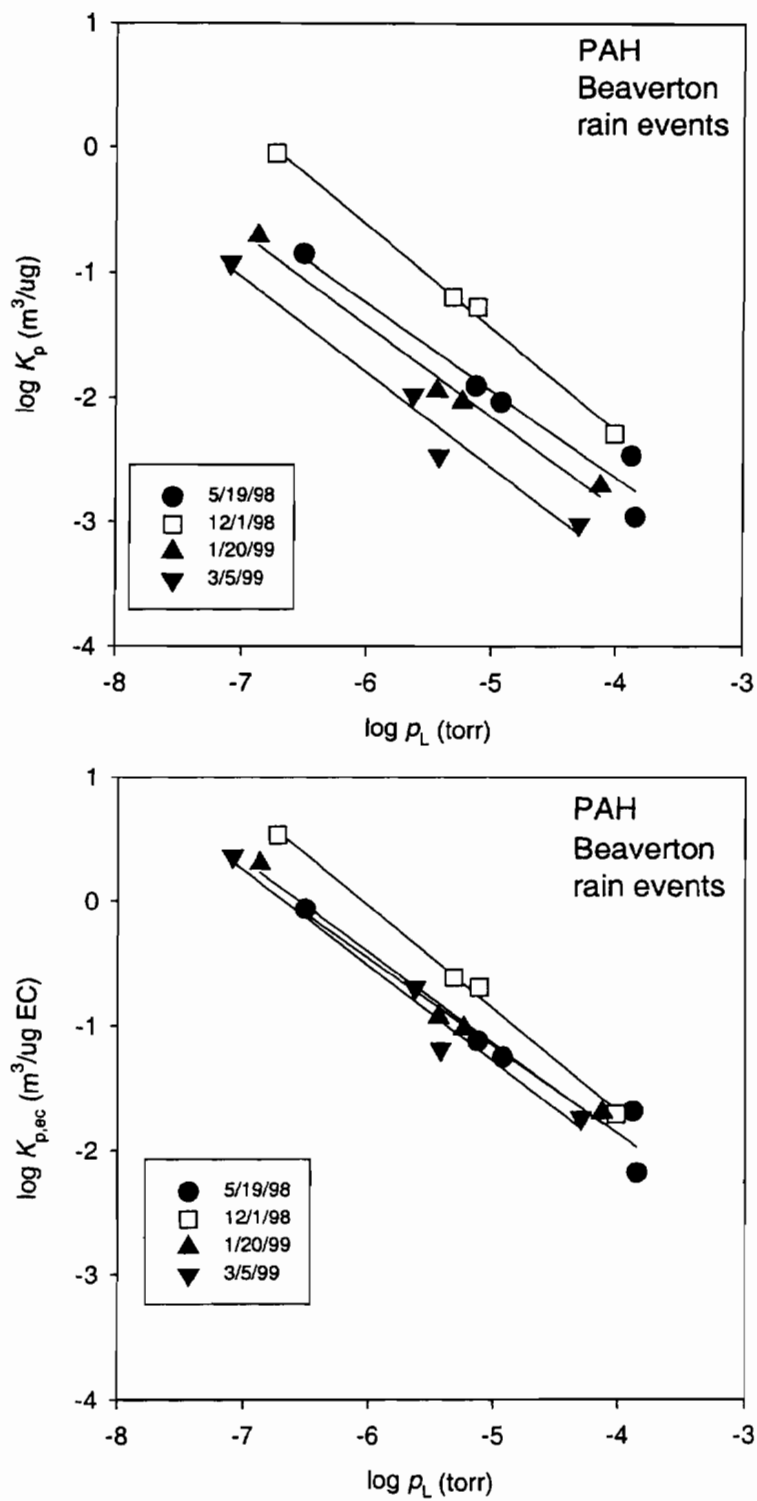 PAH
Beaverton
rain events
1
0
-1
-2
-3
-4
log Kp (m³/ug)
5/19/98
12/1/98
1/20/99
3/5/99
-8 -7 -6 -5 -4 -3
log pL (torr)
PAH
Beaverton
rain events
1
0
-1
-2
-3
-4
log Kp,ec (m³/ug EC)
5/19/98
12/1/98
1/20/99
3/5/99
-8 -7 -6 -5 -4 -3
log pL (torr)